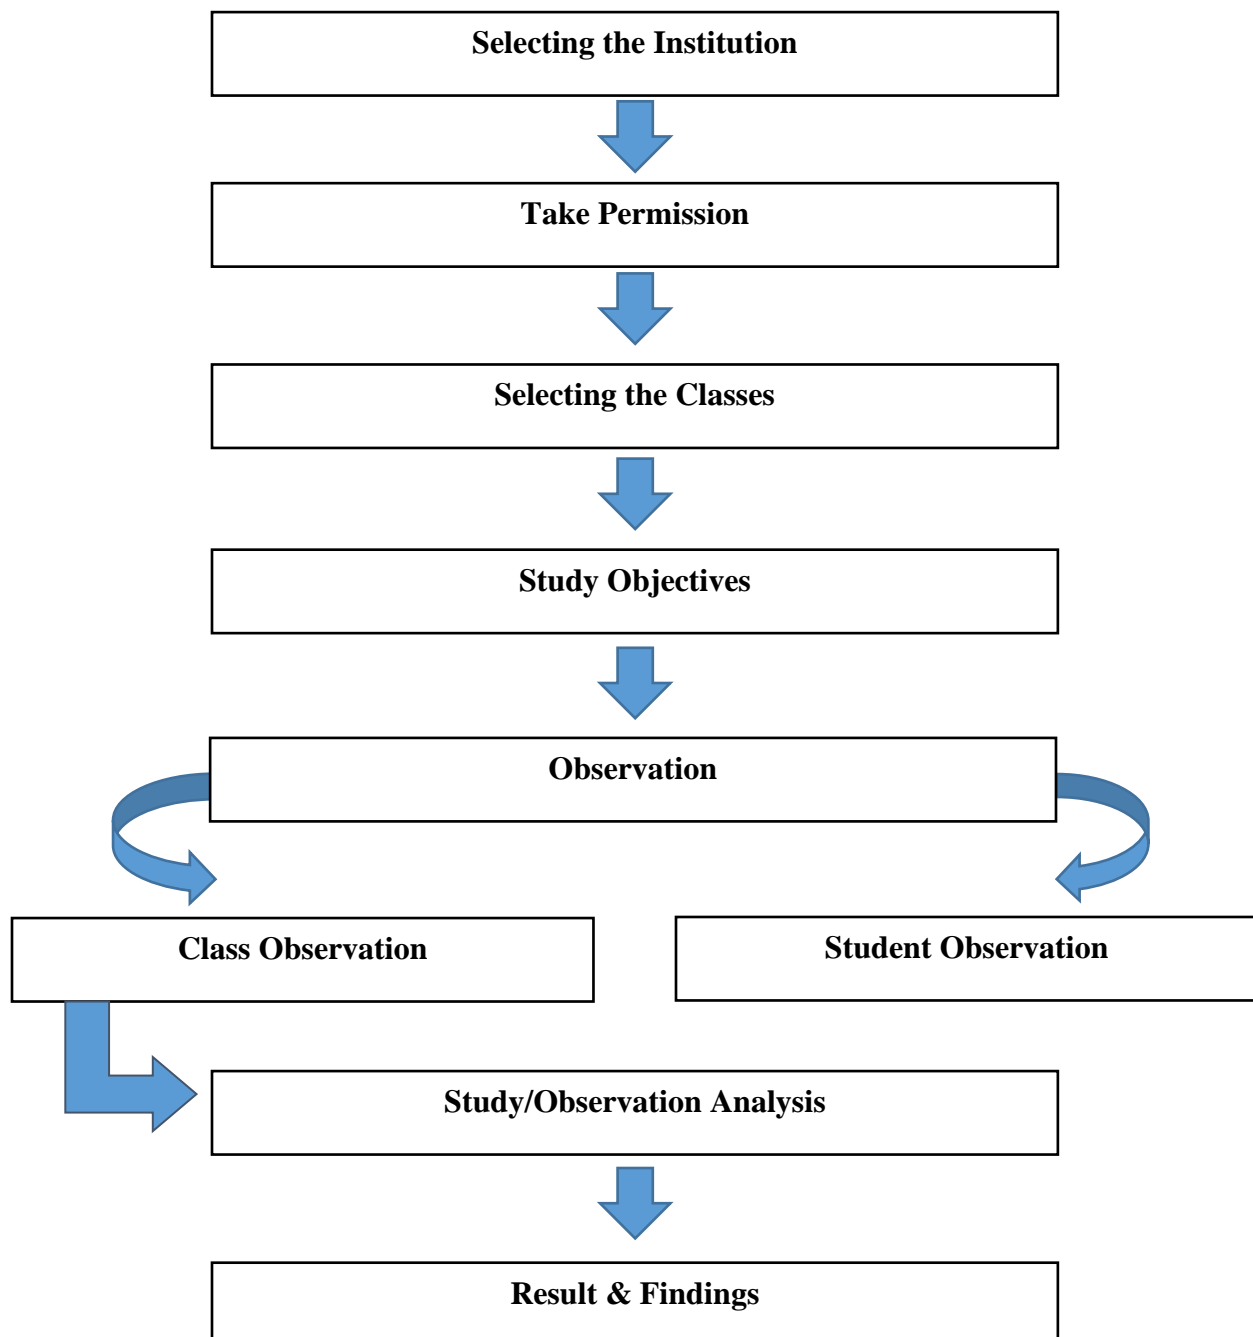 Selecting the Institution
Take Permission
Selecting the Classes
Study Objectives
Observation
Class Observation
Student Observation
Study/Observation Analysis
Result & Findings